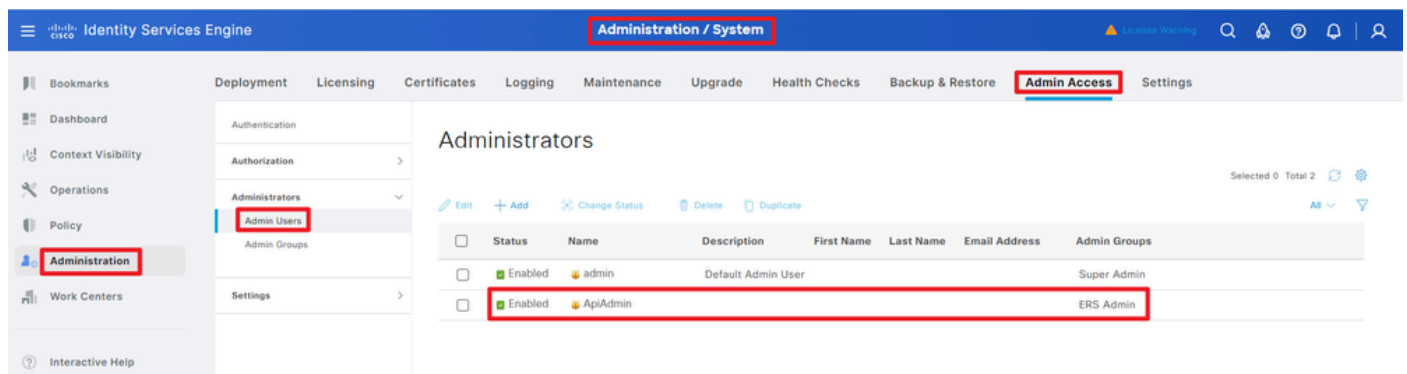 cisco Identity Services Engine
Administration / System
License Warning
Bookmarks
Dashboard
Context Visibility
Operations
Policy
Administration
Work Centers
Interactive Help
Deployment Licensing Certificates Logging Maintenance Upgrade Health Checks Backup & Restore Admin Access Settings
Authentication
Authorization
Administrators
Admin Users
Admin Groups
Settings
Administrators
Selected 0 Total 2
Edit Add Change Status Delete Duplicate
All
Status Name Description First Name Last Name Email Address Admin Groups
Enabled admin Default Admin User Super Admin
Enabled ApiAdmin ERS Admin